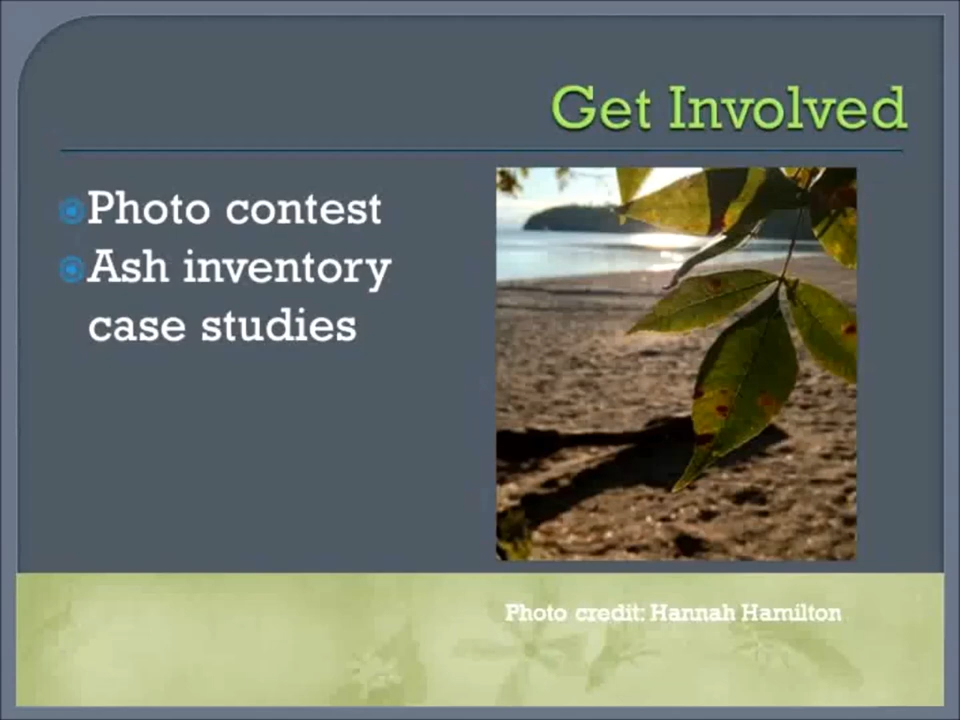 Get Involved
Photo contest
Ash inventory
case studies
Photo credit: Hannah Hamilton